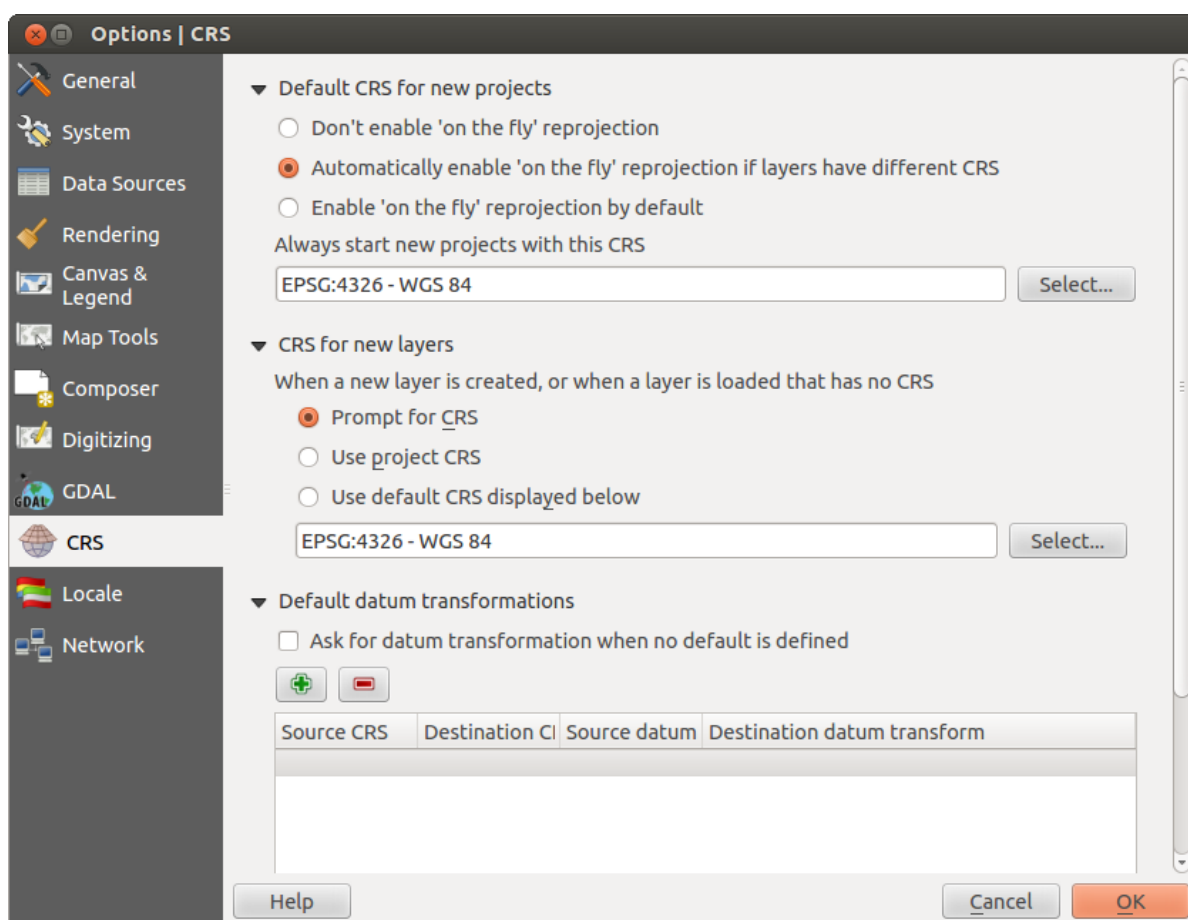 Options | CRS
General
System
Data Sources
Rendering
Canvas &
Legend
Map Tools
Composer
Digitizing
GDAL
GDAL
CRS
Locale
Network
Default CRS for new projects
Don't enable 'on the fly' reprojection
Automatically enable 'on the fly' reprojection if layers have different CRS
Enable 'on the fly' reprojection by default
Always start new projects with this CRS
EPSG:4326 - WGS 84
Select...
CRS for new layers
When a new layer is created, or when a layer is loaded that has no CRS
Prompt for CRS
Use project CRS
Use default CRS displayed below
EPSG:4326 - WGS 84
Select...
Default datum transformations
Ask for datum transformation when no default is defined
Source CRS Destination CI Source datum Destination datum transform
Help
Cancel
OK